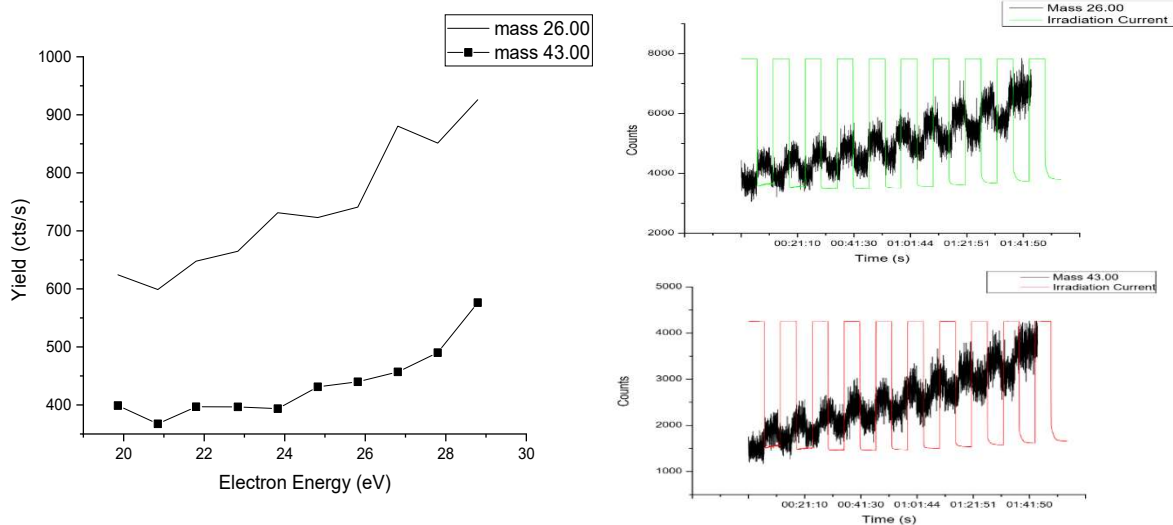 mass 26.00
mass 43.00
1000
900
800
700
600
500
400
Yield (cts/s)
20 22 24 26 28 30
Electron Energy (eV)
Mass 26.00
Irradiation Current
8000
6000
4000
2000
Counts
00:21:10 00:41:30 01:01:44 01:21:51 01:41:50
Time (s)
Mass 43.00
Irradiation Current
5000
4000
3000
2000
1000
Counts
00:21:10 00:41:30 01:01:44 01:21:51 01:41:50
Time (s)